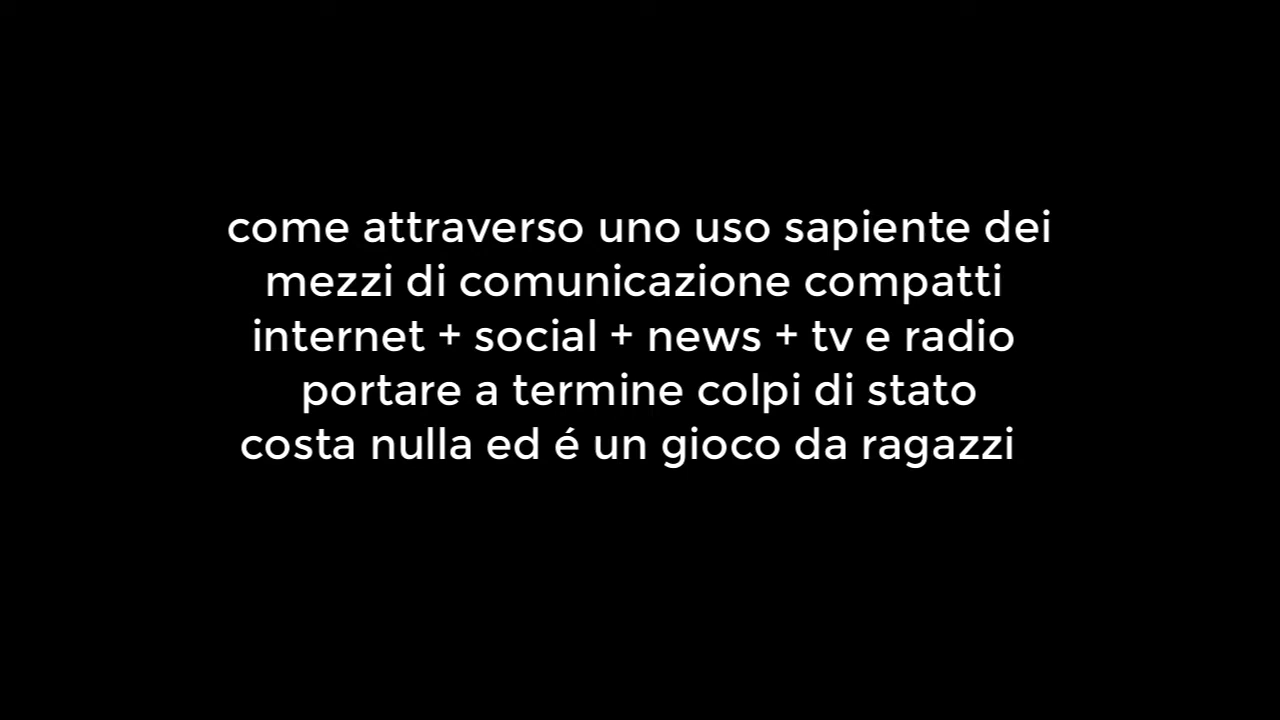 come attraverso uno uso sapiente dei
mezzi di comunicazione compatti
internet + social + news + tv e radio
portare a termine colpi di stato
costa nulla ed é un gioco da ragazzi